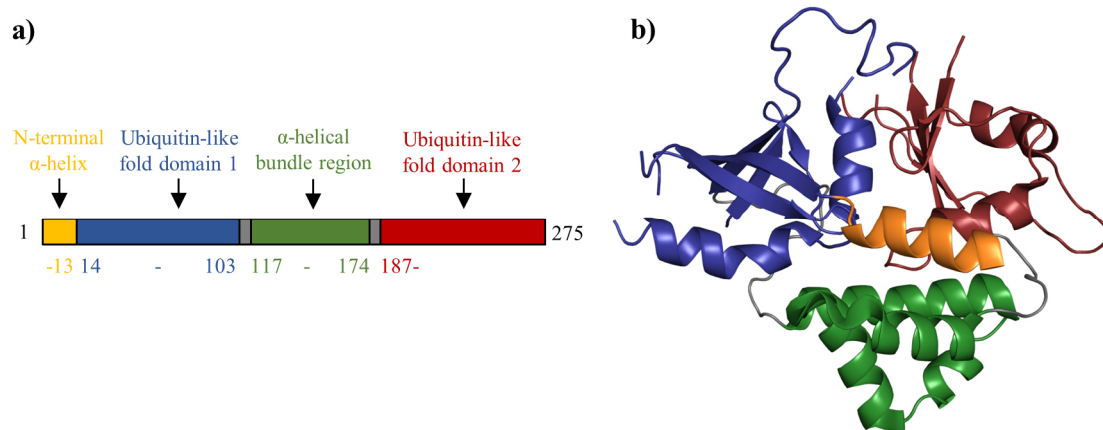 a)
b)
N-terminal
α-helix
Ubiquitin-like
fold domain 1
α-helical
bundle region
Ubiquitin-like
fold domain 2
1
275
-13
14 - 103
117 - 174
187-